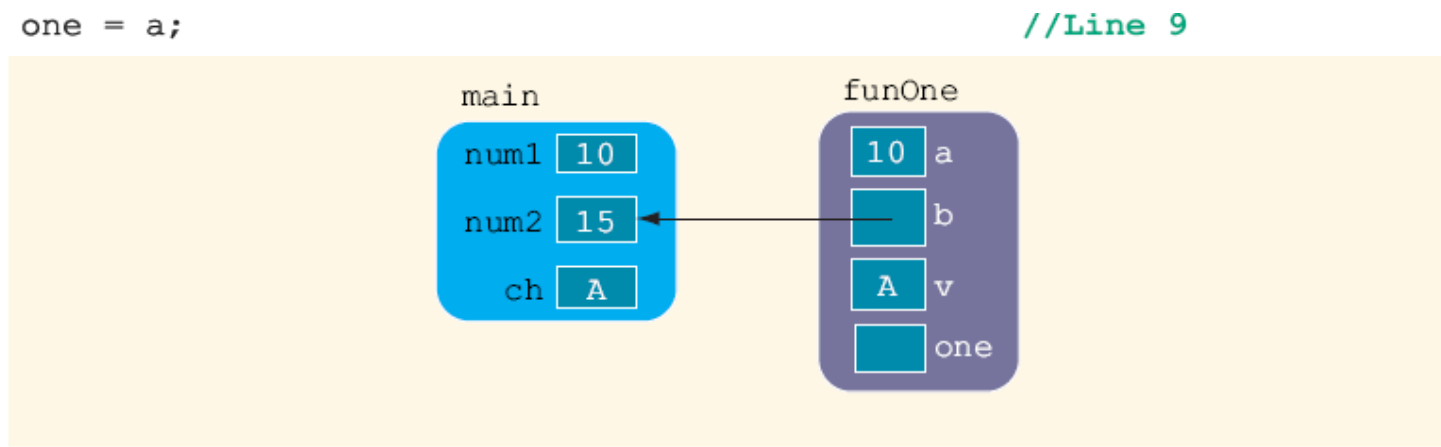 one = a; //Line 9
main
funOne
num1 10
10 a
num2 15
b
ch A
A v
one